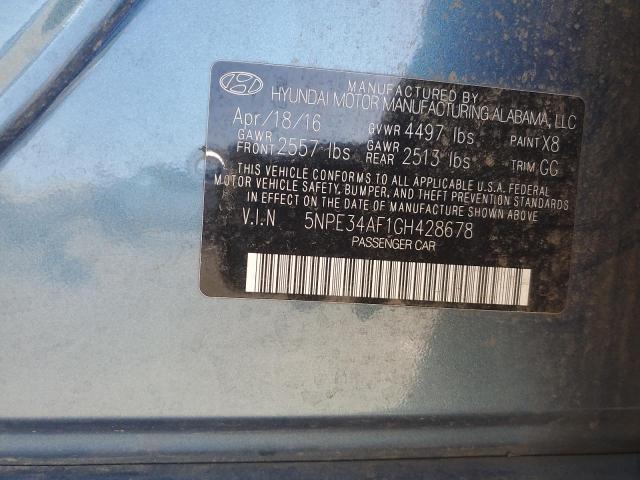 MANUFACTURED BY
HYUNDAI MOTOR MANUFACTURING ALABAMA, LLC
Apr/18/16 GVWR 4497 lbs PAINT X8
GAWR FRONT 2557 lbs GAWR REAR 2513 lbs TRIM GG
THIS VEHICLE CONFORMS TO ALL APPLICABLE U.S.A. FEDERAL
MOTOR VEHICLE SAFETY, BUMPER, AND THEFT PREVENTION STANDARDS
IN EFFECT ON THE DATE OF MANUFACTURE SHOWN ABOVE.
V.I.N 5NPE34AF1GH428678
PASSENGER CAR